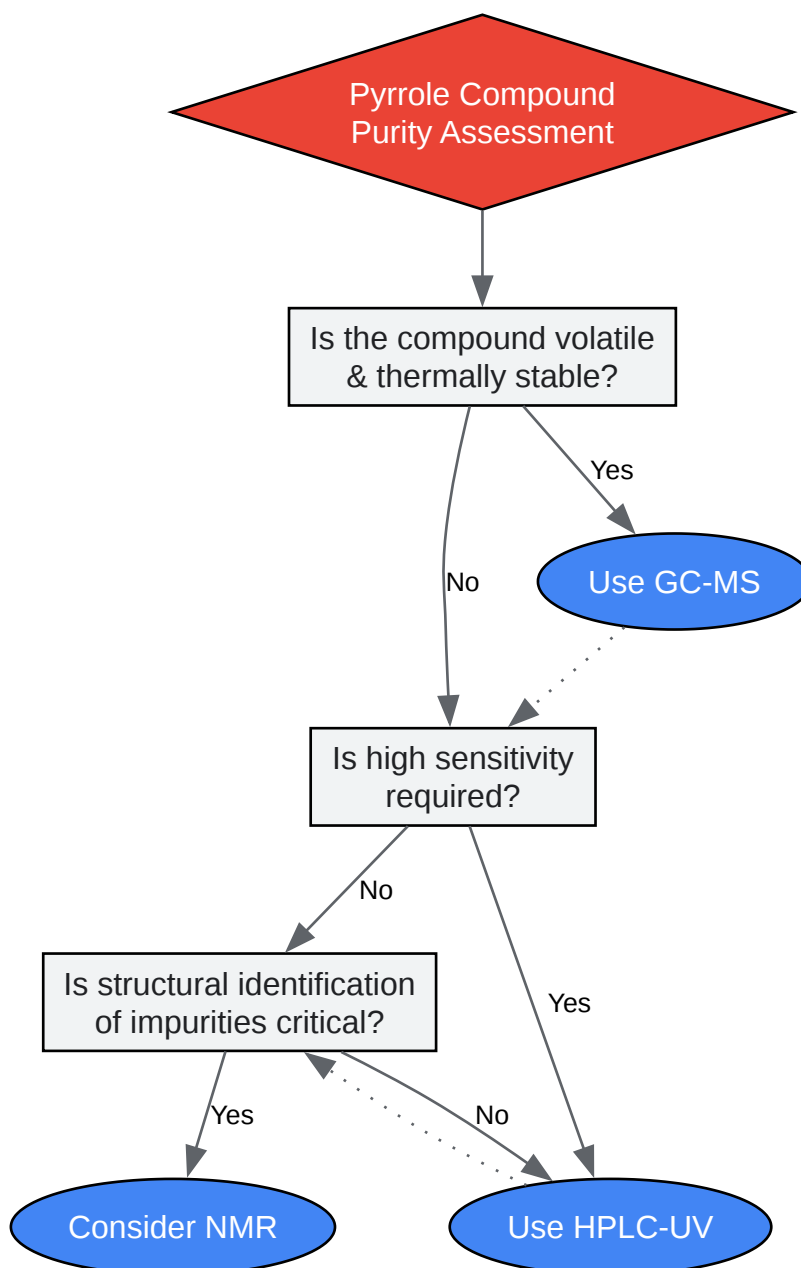 Pyrrole Compound
Purity Assessment
Is the compound volatile
& thermally stable?
Yes
Use GC-MS
No
Is high sensitivity
required?
No
Is structural identification
of impurities critical?
Yes
Yes
No
Consider NMR
Use HPLC-UV